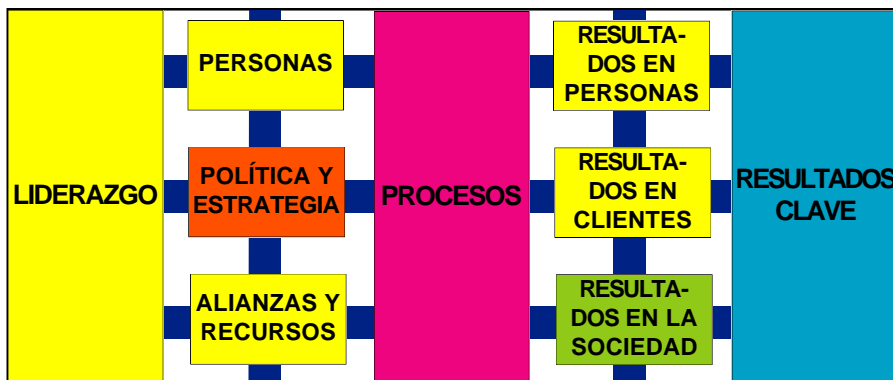 LIDERAZGO
PERSONAS
POLÍTICA Y
ESTRATEGIA
ALIANZAS Y
RECURSOS
PROCESOS
RESULTA-
DOS EN
PERSONAS
RESULTA-
DOS EN
CLIENTES
RESULTA-
DOS EN LA
SOCIEDAD
RESULTADOS
CLAVE